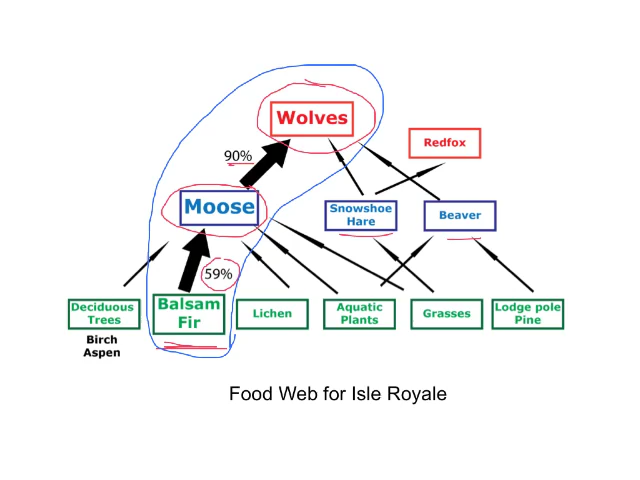 Wolves
Redfox
90%
Moose
Snowshoe
Hare
Beaver
59%
Deciduous
Trees
Balsam
Fir
Lichen
Aquatic
Plants
Grasses
Lodge pole
Pine
Birch
Aspen
Food Web for Isle Royale